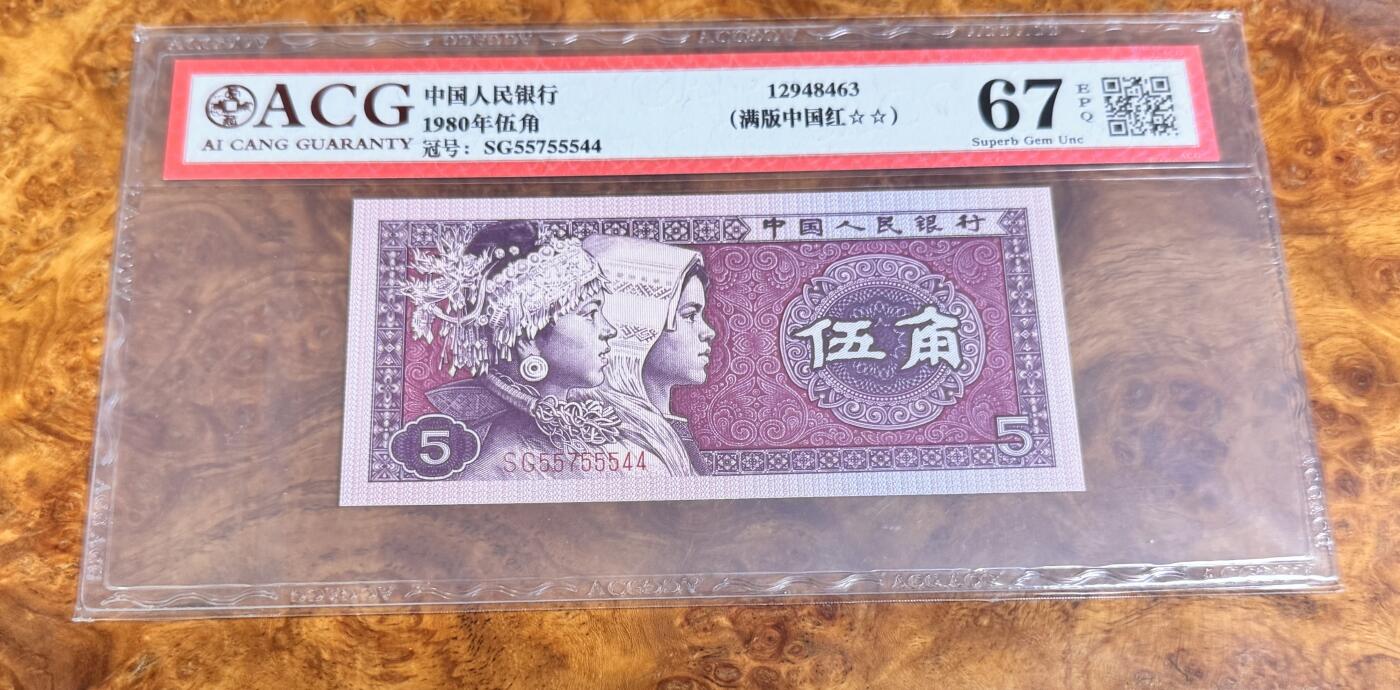 ACG
AI CANG GUARANTY
中国人民银行
1980年伍角
冠号：SG55755544
12948463
（满版中国红☆☆）
67
EPQ
Superb Gem Unc
中国人民银行
伍角
5
5
SG55755544